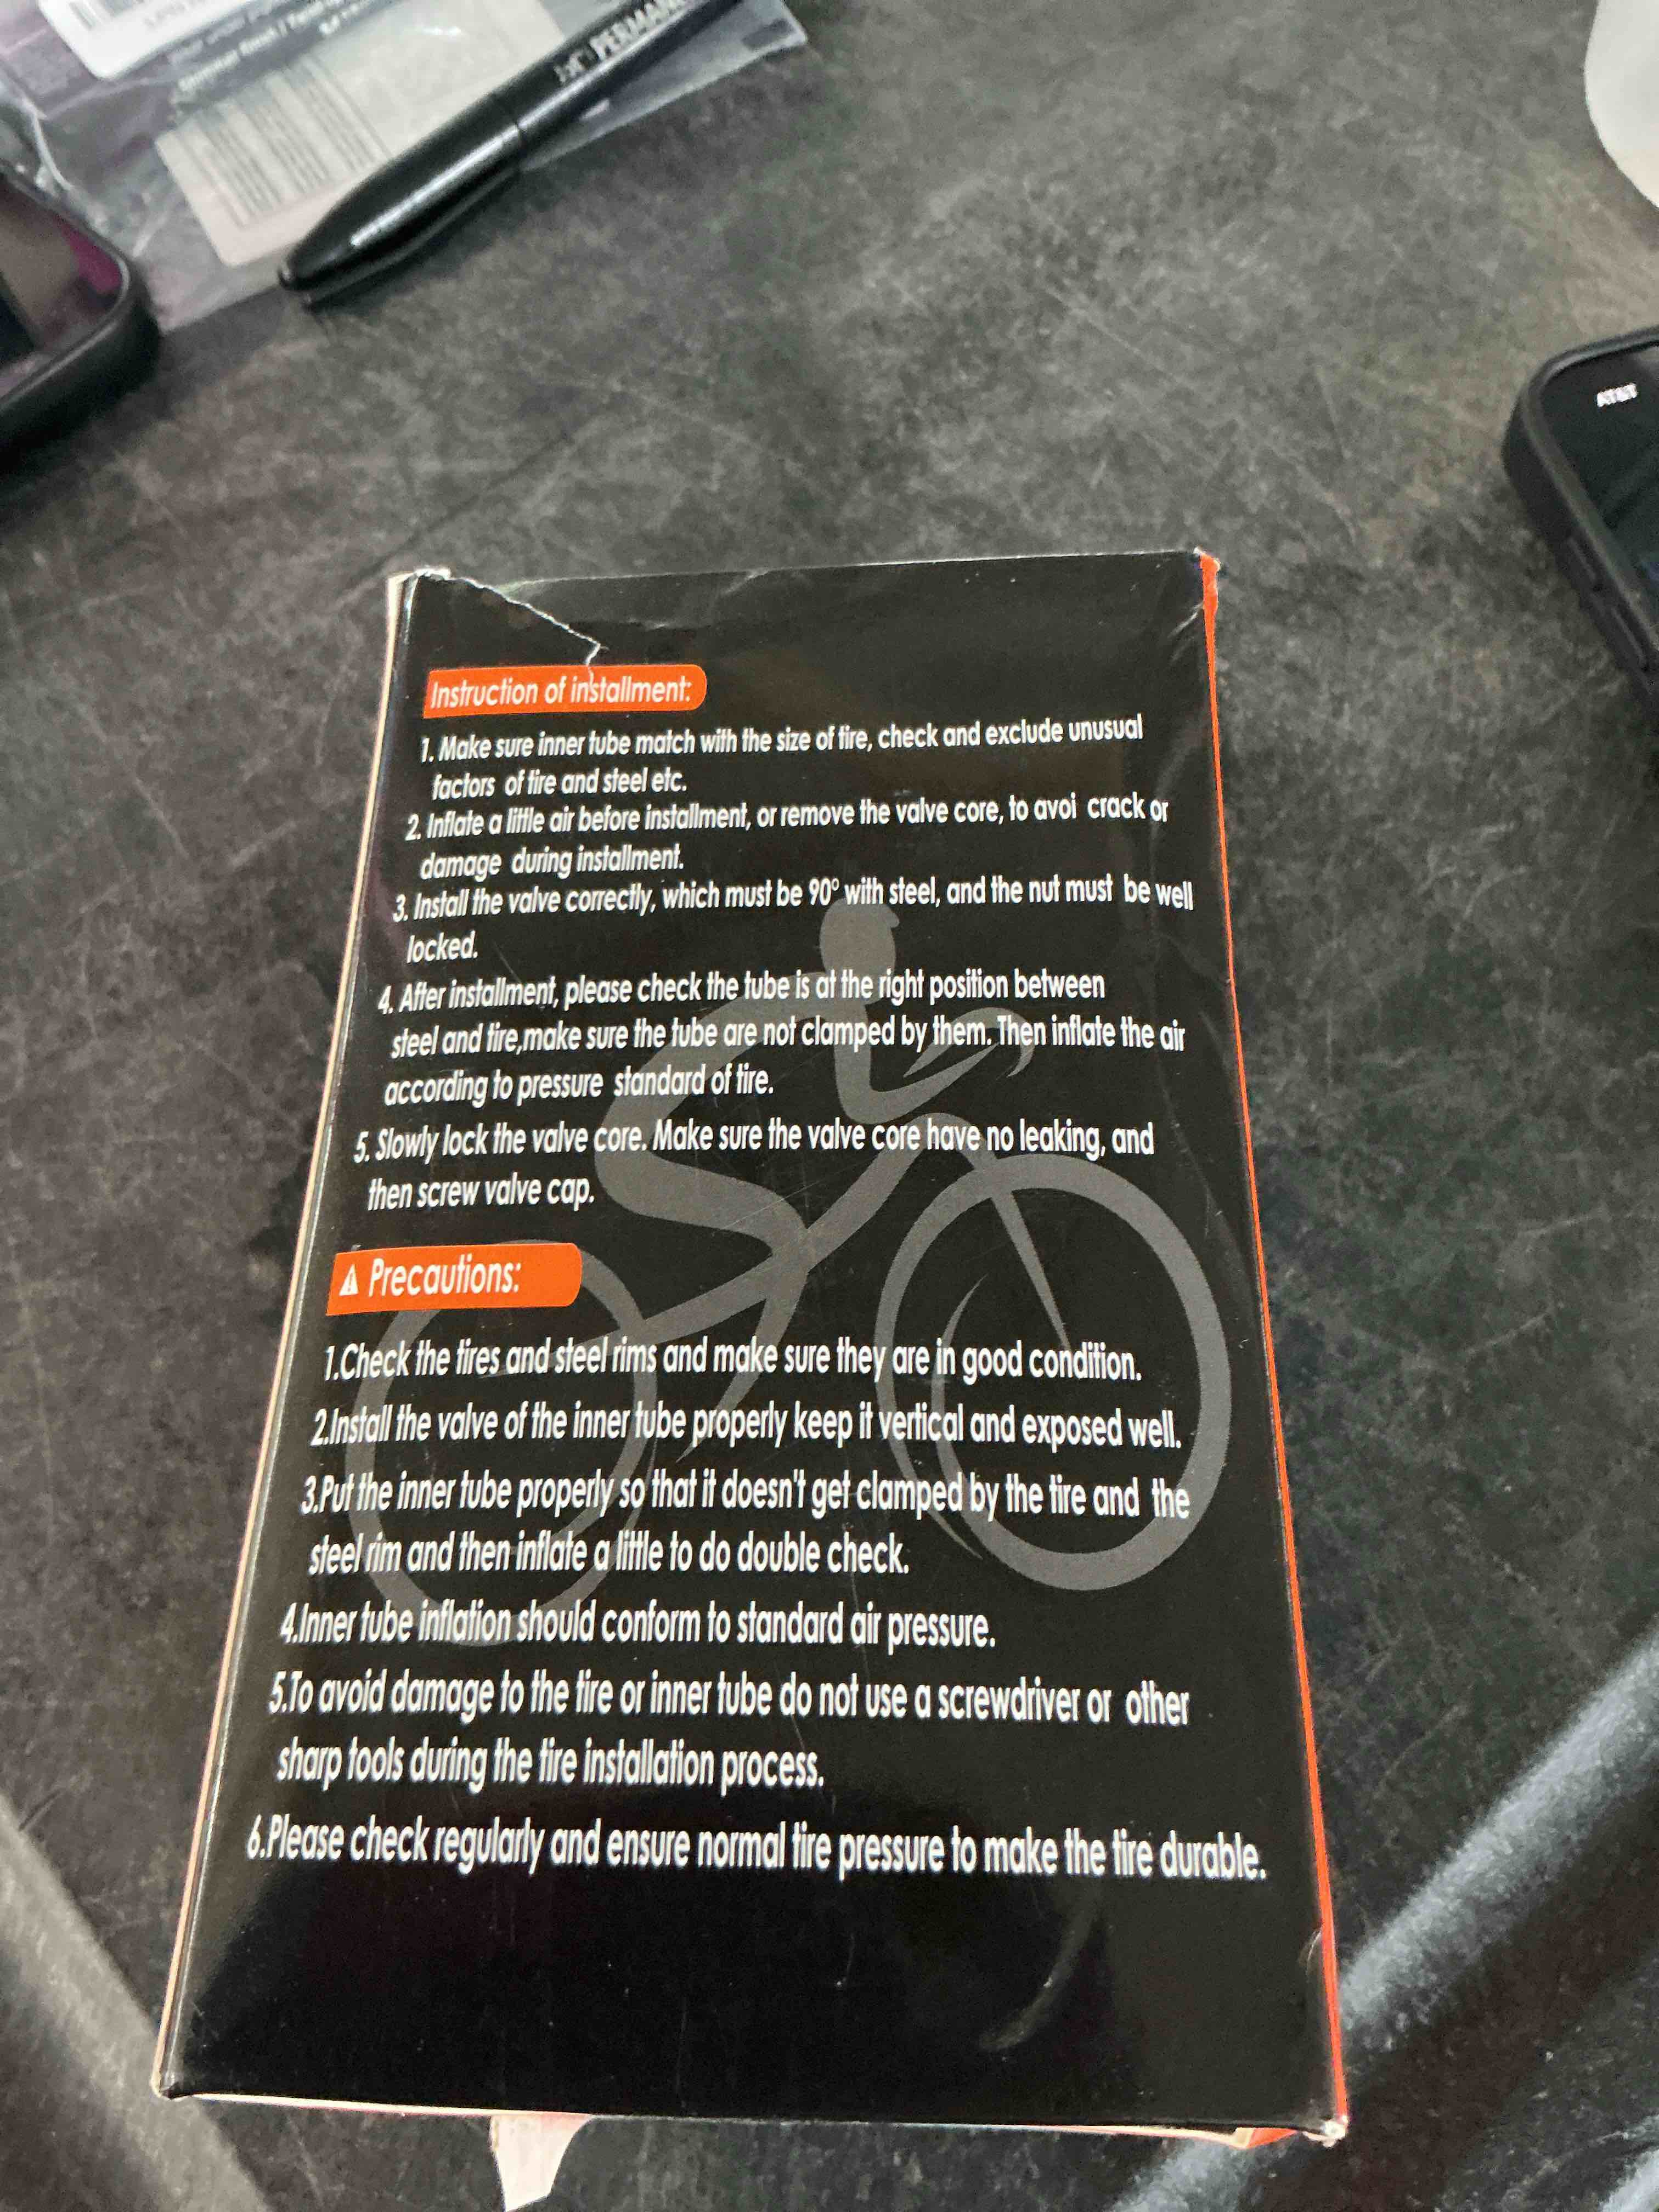 PERMAN
AT&T
Instruction of installment:
1. Make sure inner tube match with the size of tire, check and exclude unusual
factors of tire and steel etc.
2. Inflate a little air before installment, or remove the valve core, to avoi crack or
damage during installment.
3. Install the valve correctly, which must be 90° with steel, and the nut must be well
locked.
4. After installment, please check the tube is at the right position between
steel and tire,make sure the tube are not clamped by them. Then inflate the air
according to pressure standard of tire.
5. Slowly lock the valve core. Make sure the valve core have no leaking, and
then screw valve cap.
Precautions:
1.Check the tires and steel rims and make sure they are in good condition.
2.Install the valve of the inner tube properly keep it vertical and exposed well.
3.Put the inner tube properly so that it doesn't get clamped by the tire and the
steel rim and then inflate a little to do double check.
4.Inner tube inflation should conform to standard air pressure.
5.To avoid damage to the tire or inner tube do not use a screwdriver or other
sharp tools during the tire installation process.
6.Please check regularly and ensure normal tire pressure to make the tire durable.